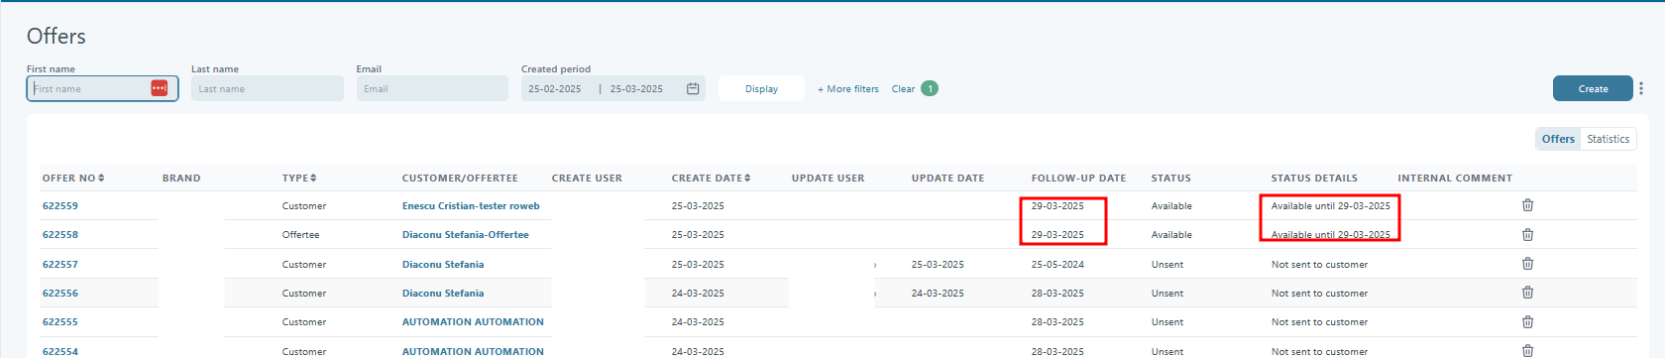 Offers
First name Last name Email Created period
First name Last name Email 25-02-2025 | 25-03-2025 Display + More filters Clear 1 Create
Offers Statistics
OFFER NO BRAND TYPE CUSTOMER/OFFERTEE CREATE USER CREATE DATE UPDATE USER UPDATE DATE FOLLOW-UP DATE STATUS STATUS DETAILS INTERNAL COMMENT
622559 Customer Enescu Cristian-tester roweb 25-03-2025 29-03-2025 Available Available until 29-03-2025
622558 Offertee Diaconu Stefania-Offertee 25-03-2025 29-03-2025 Available Available until 29-03-2025
622557 Customer Diaconu Stefania 25-03-2025 25-03-2025 25-05-2024 Unsent Not sent to customer
622556 Customer Diaconu Stefania 24-03-2025 24-03-2025 28-03-2025 Unsent Not sent to customer
622555 Customer AUTOMATION AUTOMATION 24-03-2025 28-03-2025 Unsent Not sent to customer
622554 Customer AUTOMATION AUTOMATION 24-03-2025 28-03-2025 Unsent Not sent to customer